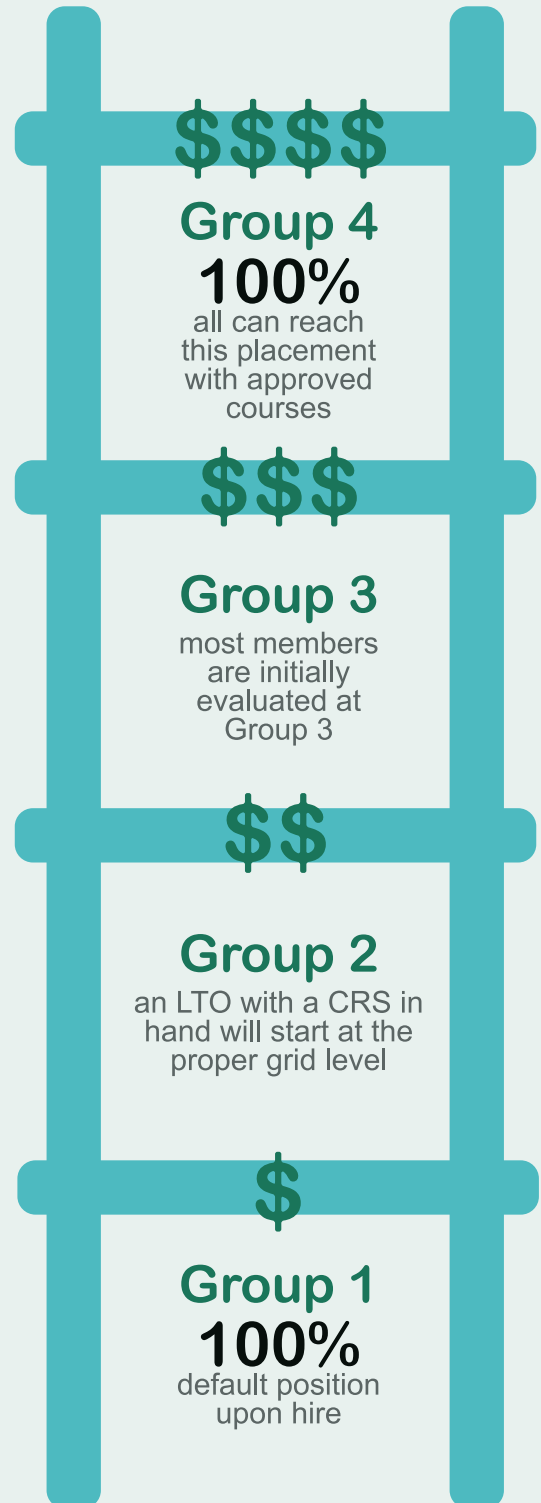 $$$$
Group 4
100%
all can reach
this placement
with approved
courses
$$$
Group 3
most members
are initially
evaluated at
Group 3
$$
Group 2
an LTO with a CRS in
hand will start at the
proper grid level
$
Group 1
100%
default position
upon hire